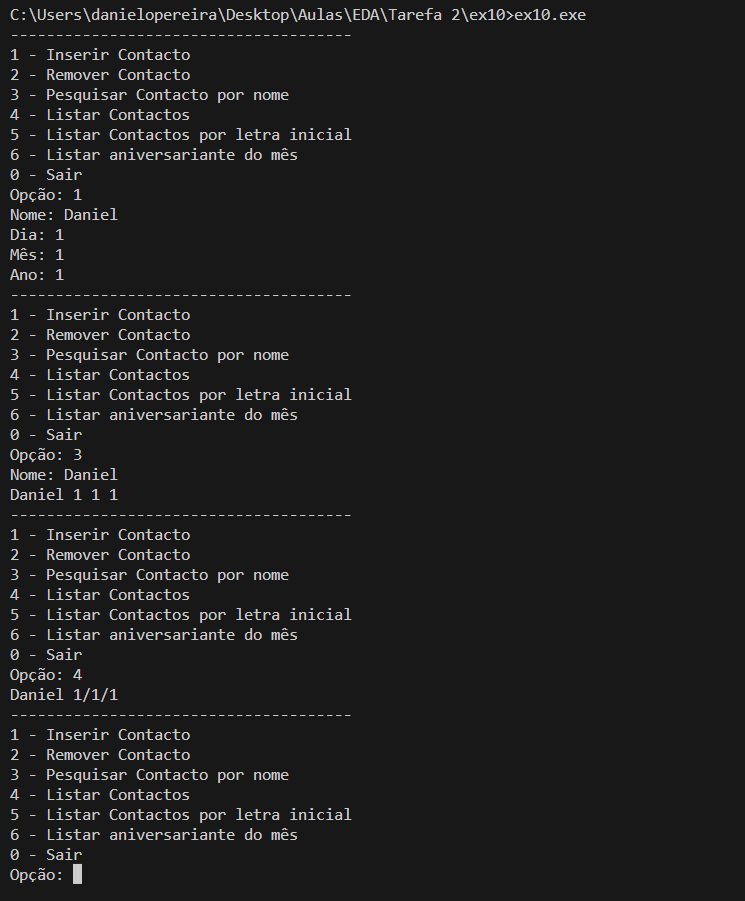 C:\Users\danielopereira\Desktop\Aulas\EDA\Tarefa 2\ex10>ex10.exe
--------------------------------------
1 - Inserir Contacto
2 - Remover Contacto
3 - Pesquisar Contacto por nome
4 - Listar Contactos
5 - Listar Contactos por letra inicial
6 - Listar aniversariante do mês
0 - Sair
Opção: 1
Nome: Daniel
Dia: 1
Mês: 1
Ano: 1
--------------------------------------
1 - Inserir Contacto
2 - Remover Contacto
3 - Pesquisar Contacto por nome
4 - Listar Contactos
5 - Listar Contactos por letra inicial
6 - Listar aniversariante do mês
0 - Sair
Opção: 3
Nome: Daniel
Daniel 1 1 1
--------------------------------------
1 - Inserir Contacto
2 - Remover Contacto
3 - Pesquisar Contacto por nome
4 - Listar Contactos
5 - Listar Contactos por letra inicial
6 - Listar aniversariante do mês
0 - Sair
Opção: 4
Daniel 1/1/1
--------------------------------------
1 - Inserir Contacto
2 - Remover Contacto
3 - Pesquisar Contacto por nome
4 - Listar Contactos
5 - Listar Contactos por letra inicial
6 - Listar aniversariante do mês
0 - Sair
Opção: